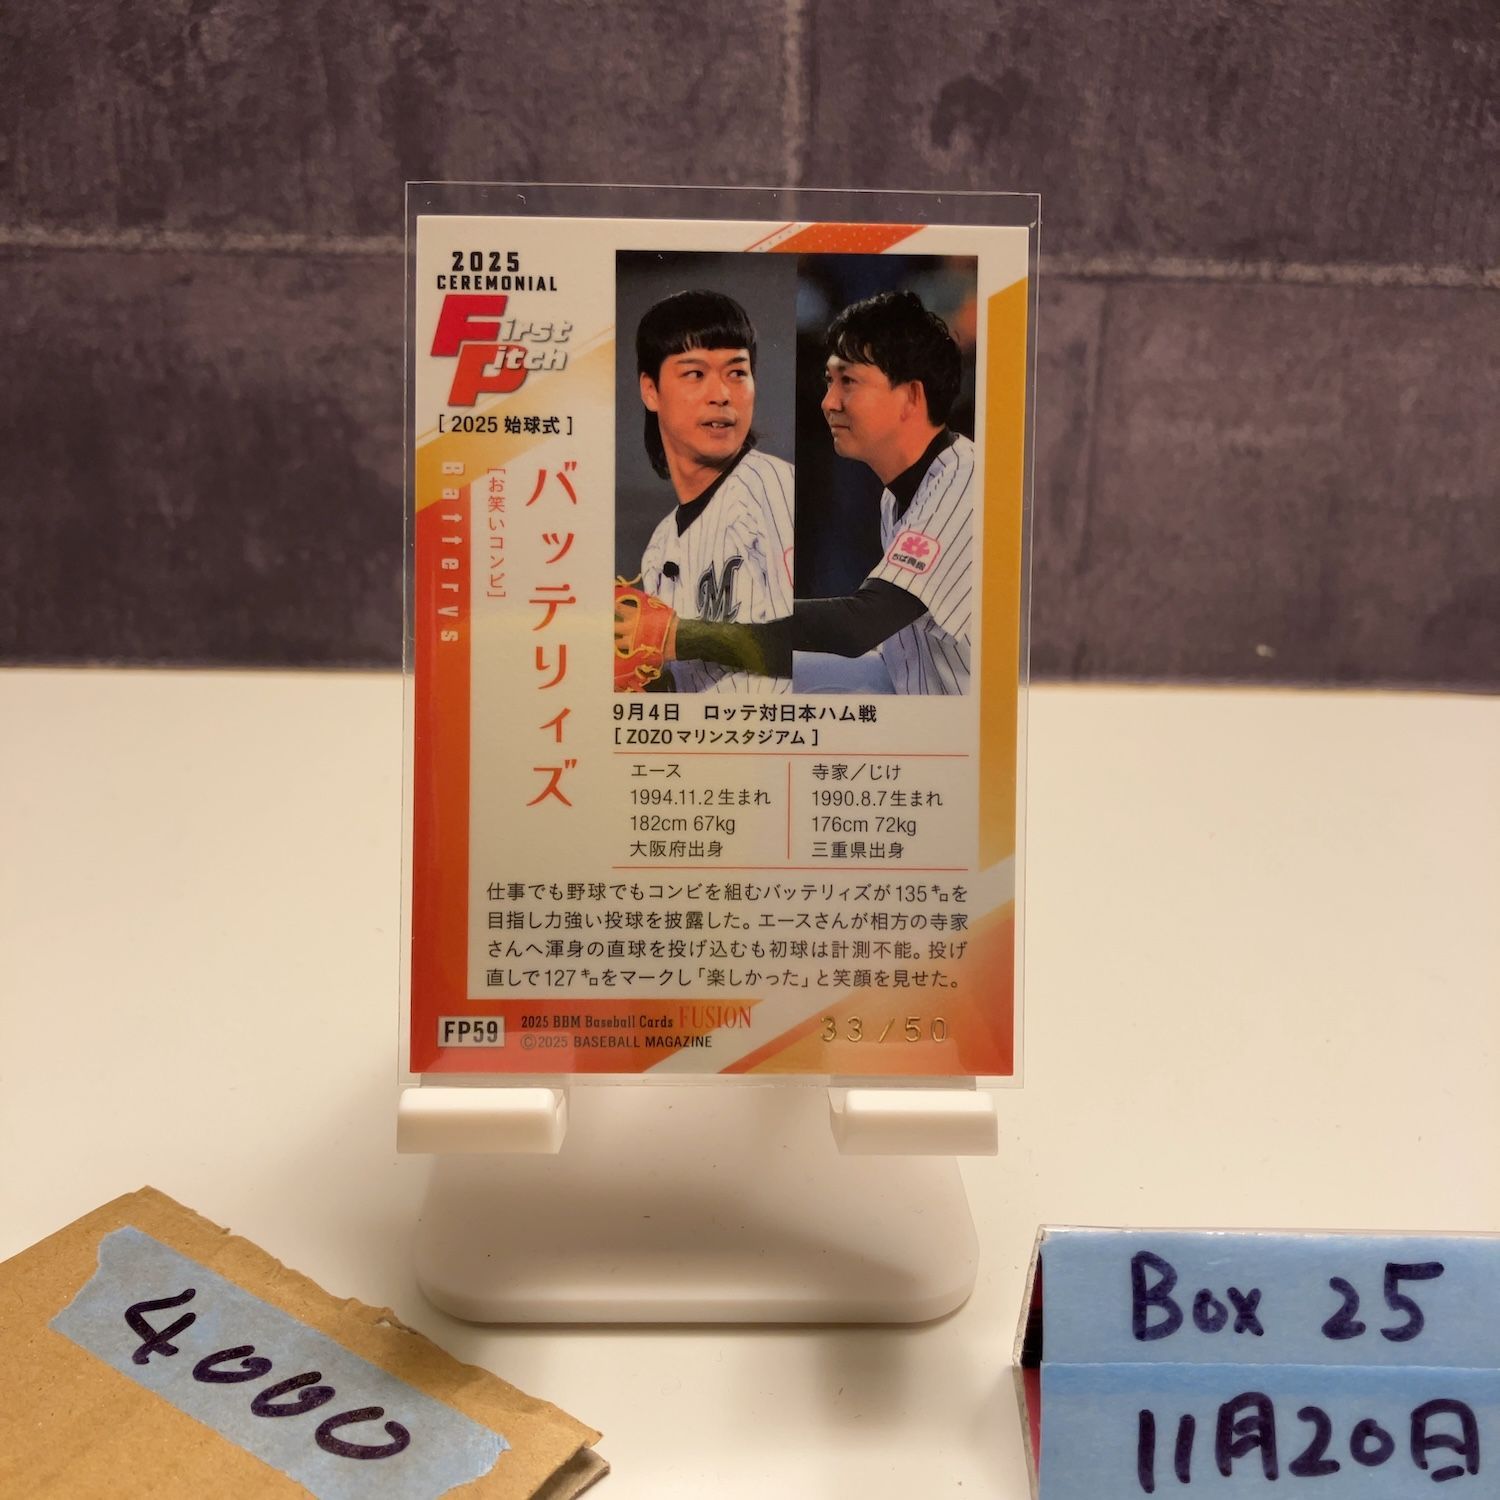 2025
CEREMONIAL
First
Pitch
[ 2025 始球式 ]
Batterys
[お笑いコンビ]
バッテリィズ
M
ちば興銀
9月4日 ロッテ対日本ハム戦
[ ZOZOマリンスタジアム ]
エース
1994.11.2生まれ
182cm 67kg
大阪府出身
寺家／じけ
1990.8.7生まれ
176cm 72kg
三重県出身
仕事でも野球でもコンビを組むバッテリィズが135㌔を
目指し力強い投球を披露した。エースさんが相方の寺家
さんへ渾身の直球を投げ込むも初球は計測不能。投げ
直しで127㌔をマークし「楽しかった」と笑顔を見せた。
FP59
2025 BBM Baseball Cards FUSION
©2025 BASEBALL MAGAZINE
33/50
4000
Box 25
11月20日